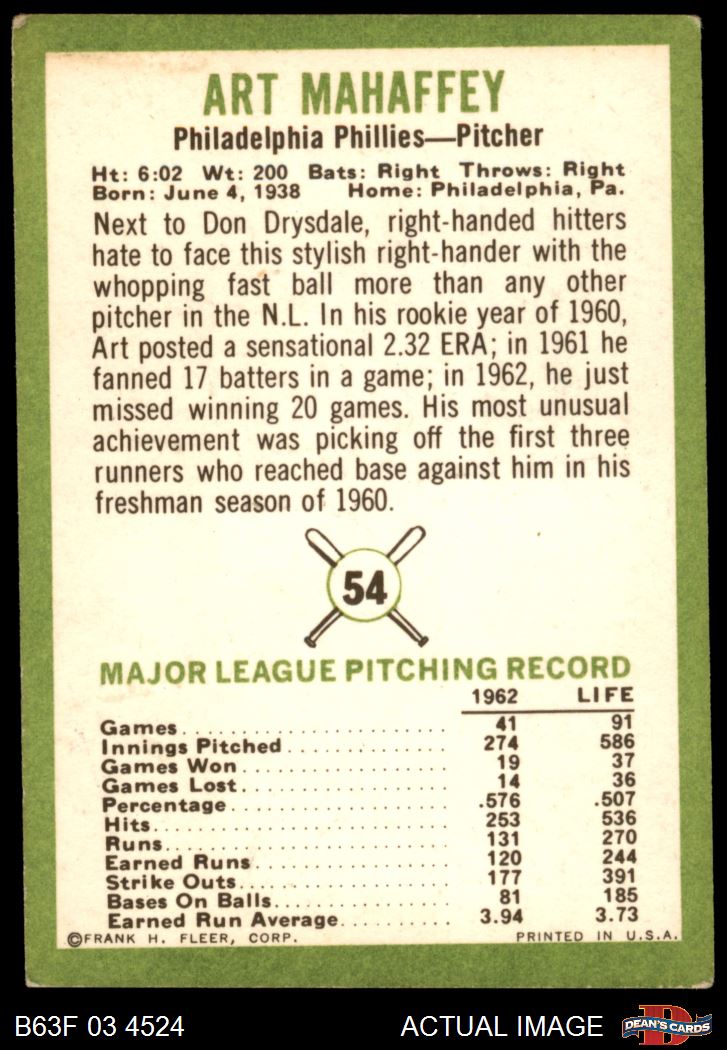 ART MAHAFFEY
Philadelphia Phillies—Pitcher
Ht: 6:02 Wt: 200 Bats: Right Throws: Right
Born: June 4, 1938 Home: Philadelphia, Pa.
Next to Don Drysdale, right-handed hitters
hate to face this stylish right-hander with the
whopping fast ball more than any other
pitcher in the N.L. In his rookie year of 1960,
Art posted a sensational 2.32 ERA; in 1961 he
fanned 17 batters in a game; in 1962, he just
missed winning 20 games. His most unusual
achievement was picking off the first three
runners who reached base against him in his
freshman season of 1960.
54
MAJOR LEAGUE PITCHING RECORD
1962 LIFE
Games 41 91
Innings Pitched 274 586
Games Won 19 37
Games Lost 14 36
Percentage .576 .507
Hits 253 536
Runs 131 270
Earned Runs 120 244
Strike Outs 177 391
Bases On Balls 81 185
Earned Run Average 3.94 3.73
©FRANK H. FLEER, CORP. PRINTED IN U.S.A.
B63F 03 4524 ACTUAL IMAGE D DEAN'S CARDS